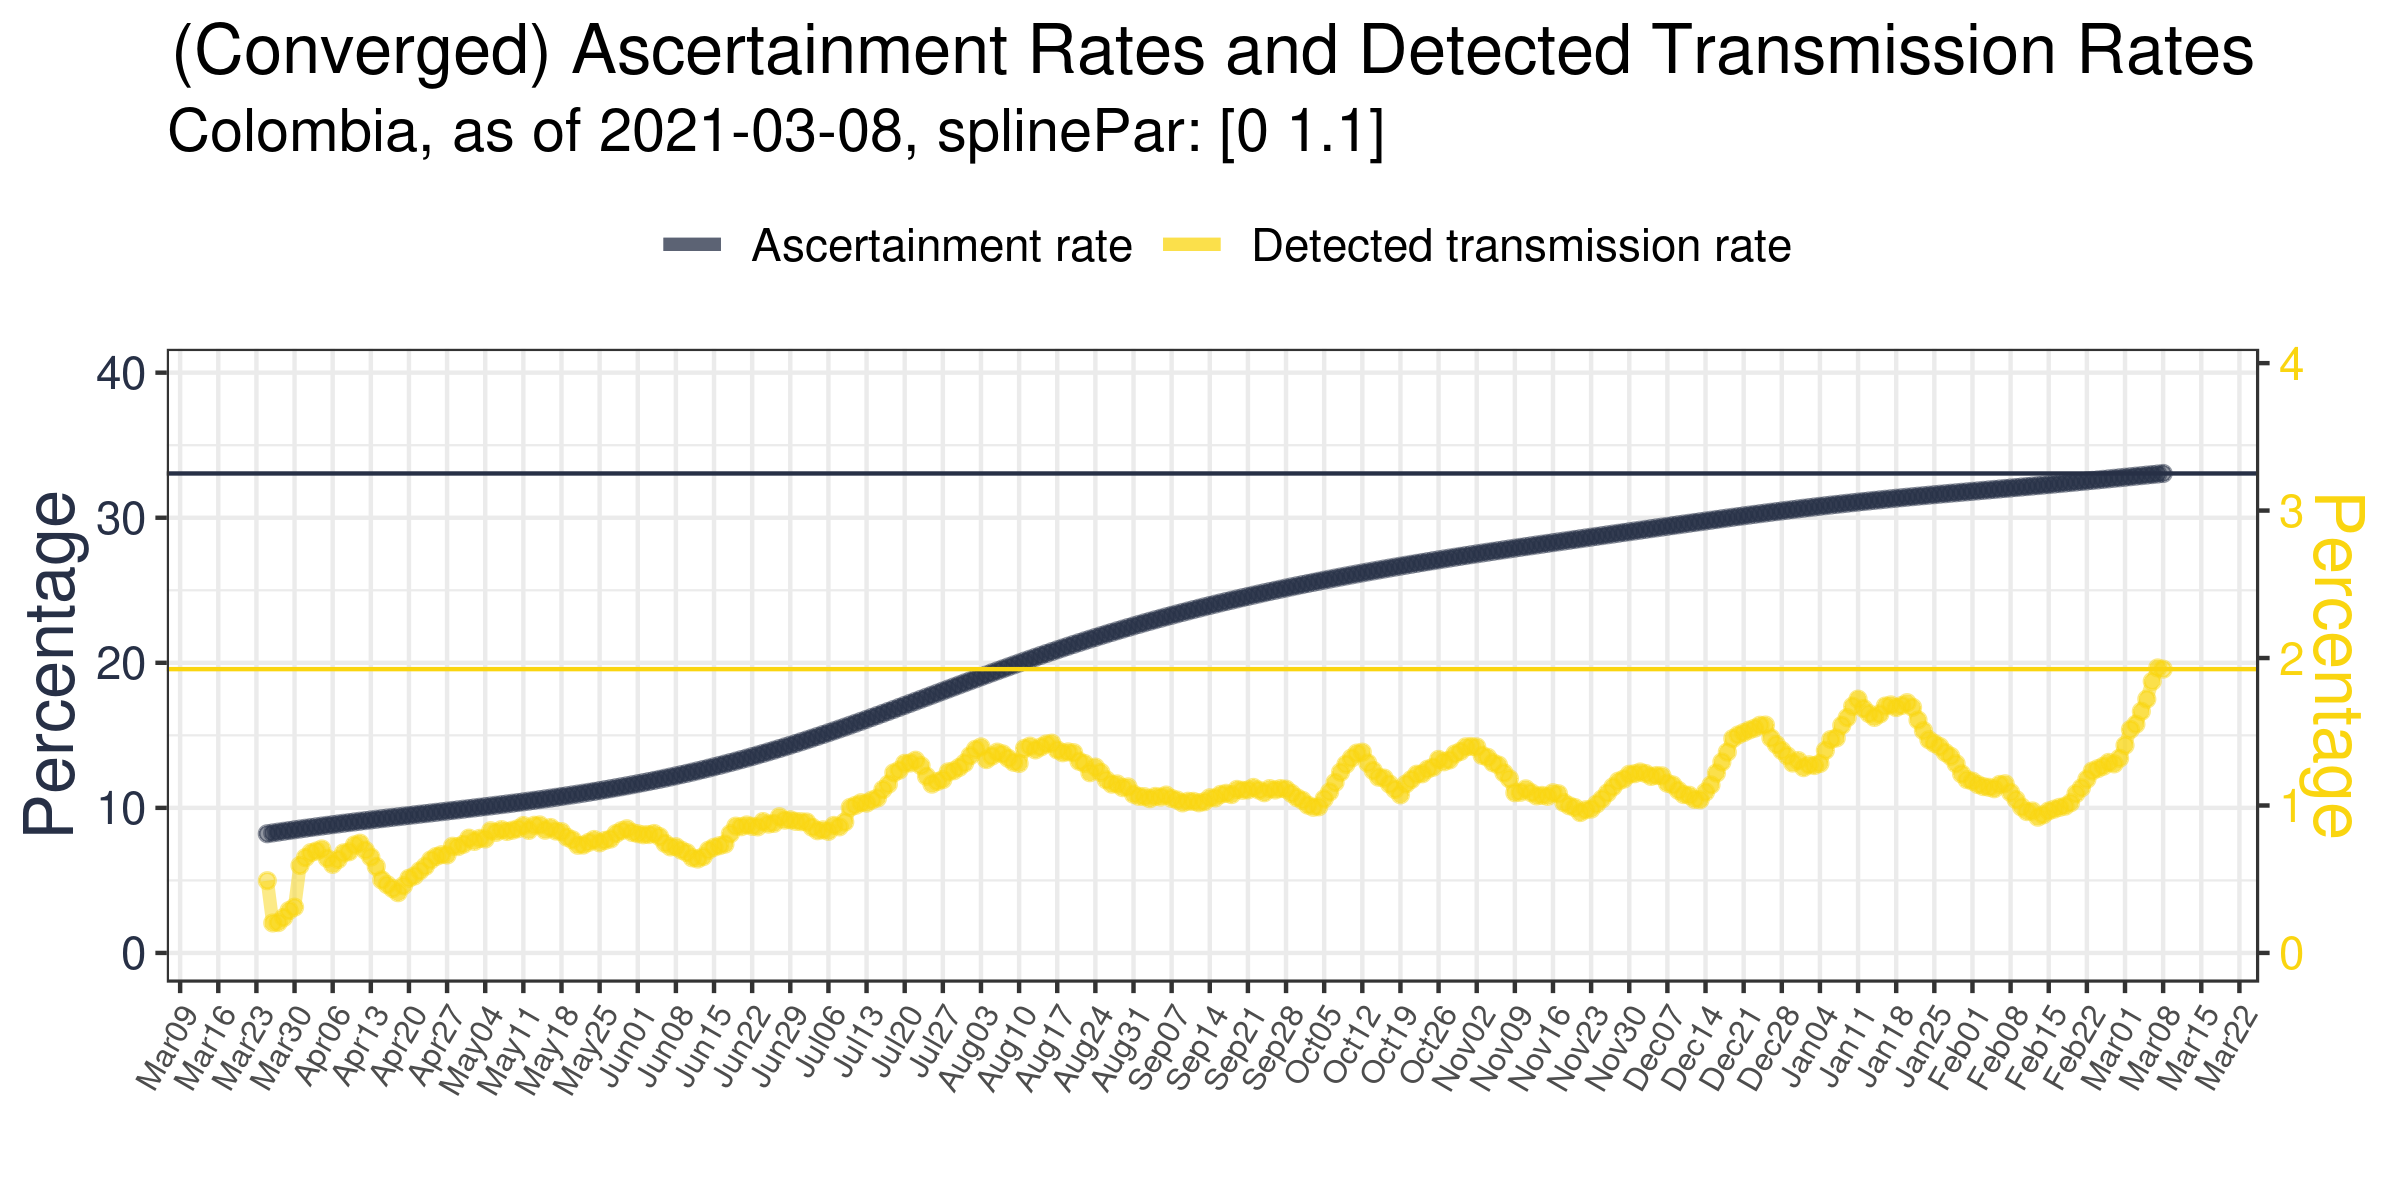 (Converged) Ascertainment Rates and Detected Transmission Rates
Colombia, as of 2021-03-08, splinePar: [0 1.1]
Ascertainment rate
Detected transmission rate
Percentage
40
30
20
10
0
4
3
2
1
0
Percentage
Mar09
Mar16
Mar23
Mar30
Apr06
Apr13
Apr20
Apr27
May04
May11
May18
May25
Jun01
Jun08
Jun15
Jun22
Jun29
Jul06
Jul13
Jul20
Jul27
Aug03
Aug10
Aug17
Aug24
Aug31
Sep07
Sep14
Sep21
Sep28
Oct05
Oct12
Oct19
Oct26
Nov02
Nov09
Nov16
Nov23
Nov30
Dec07
Dec14
Dec21
Dec28
Jan04
Jan11
Jan18
Jan25
Feb01
Feb08
Feb15
Feb22
Mar01
Mar08
Mar15
Mar22